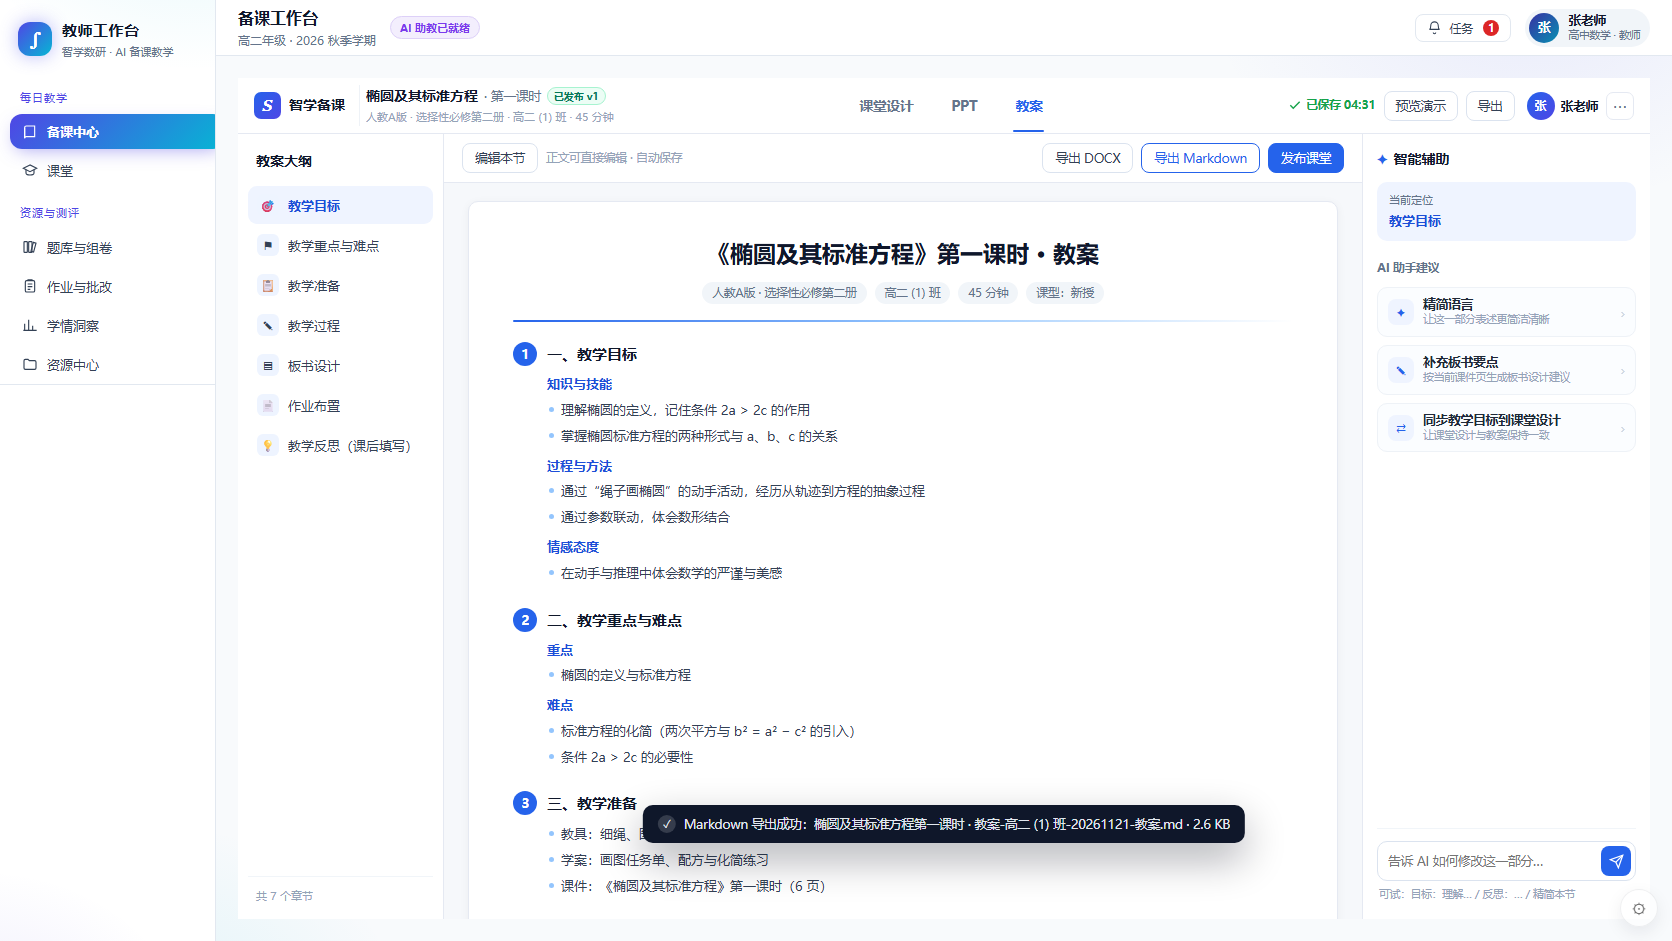 教师工作台
智学数研 · AI 备课教学
每日教学
备课中心
课堂
资源与测评
题库与组卷
作业与批改
学情洞察
资源中心
备课工作台
高二年级 · 2026 秋季学期
AI 助教已就绪
任务 1
张
张老师
高中数学 · 教师
S 智学备课
椭圆及其标准方程 · 第一课时 已发布 v1
人教A版 · 选择性必修第二册 · 高二 (1) 班 · 45 分钟
课堂设计
PPT
教案
已保存 04:31
预览演示
导出
张 张老师
教案大纲
教学目标
教学重点与难点
教学准备
教学过程
板书设计
作业布置
教学反思（课后填写）
共 7 个章节
编辑本节
正文可直接编辑 · 自动保存
导出 DOCX
导出 Markdown
发布课堂
《椭圆及其标准方程》第一课时 · 教案
人教A版 · 选择性必修第二册
高二 (1) 班
45 分钟
课型：新授
1 一、教学目标
知识与技能
理解椭圆的定义，记住条件 2a > 2c 的作用
掌握椭圆标准方程的两种形式与 a、b、c 的关系
过程与方法
通过“绳子画椭圆”的动手活动，经历从轨迹到方程的抽象过程
通过参数联动，体会数形结合
情感态度
在动手与推理中体会数学的严谨与美感
2 二、教学重点与难点
重点
椭圆的定义与标准方程
难点
标准方程的化简（两次平方与 b² = a² − c² 的引入）
条件 2a > 2c 的必要性
3 三、教学准备
教具：细绳、
学案：画图任务单、配方与化简练习
课件：《椭圆及其标准方程》第一课时（6 页）
Markdown 导出成功：椭圆及其标准方程第一课时 · 教案-高二 (1) 班-20261121-教案.md · 2.6 KB
智能辅助
当前定位
教学目标
AI 助手建议
精简语言
让这一部分表述更简洁清晰
补充板书要点
按当前课件页生成板书设计建议
同步教学目标到课堂设计
让课堂设计与教案保持一致
告诉 AI 如何修改这一部分...
可试：目标：理解... / 反思：... / 精简本节